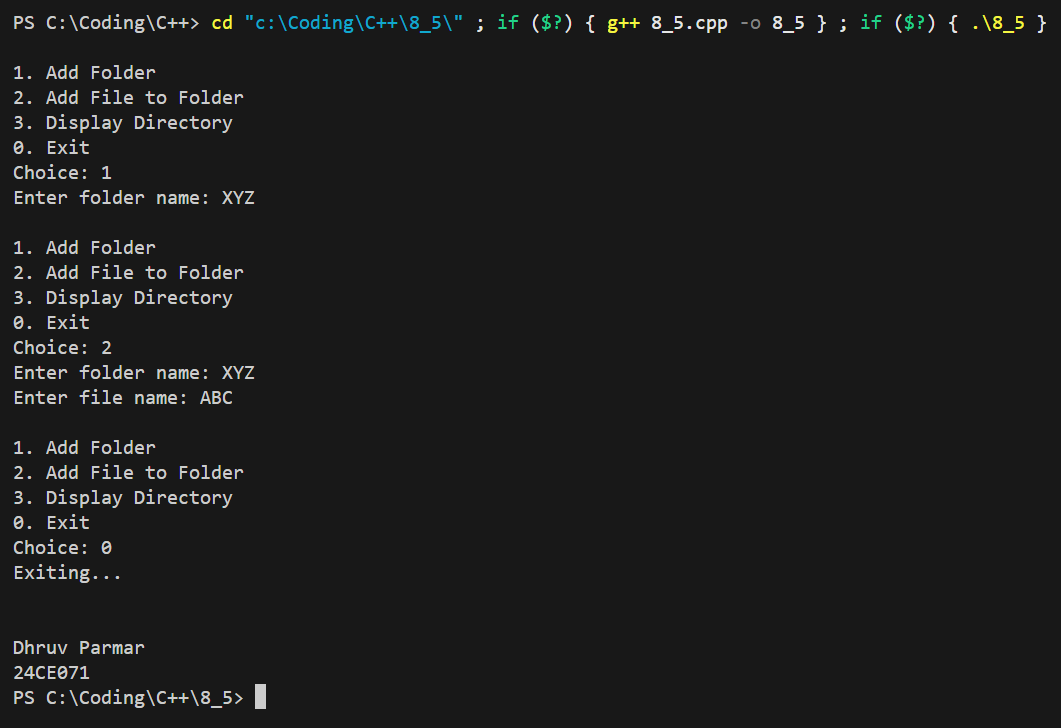 PS C:\Coding\C++> cd "c:\Coding\C++\8_5\" ; if ($?) { g++ 8_5.cpp -o 8_5 } ; if ($?) { .\8_5 }
1. Add Folder
2. Add File to Folder
3. Display Directory
0. Exit
Choice: 1
Enter folder name: XYZ
1. Add Folder
2. Add File to Folder
3. Display Directory
0. Exit
Choice: 2
Enter folder name: XYZ
Enter file name: ABC
1. Add Folder
2. Add File to Folder
3. Display Directory
0. Exit
Choice: 0
Exiting...
Dhruv Parmar
24CE071
PS C:\Coding\C++\8_5>